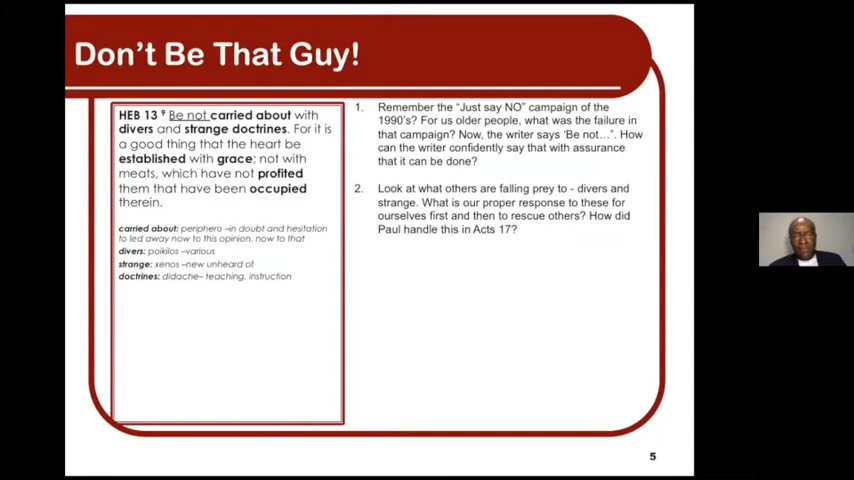 Don't Be That Guy!
HEB 13 9 Be not carried about with
divers and strange doctrines. For it is
a good thing that the heart be
established with grace; not with
meats, which have not profited
them that have been occupied
therein.
carried about: periphero –in doubt and hesitation
to led away now to this opinion, now to that
divers: poikilos –various
strange: xenos –new unheard of
doctrines: didache– teaching, instruction
1. Remember the "Just say NO" campaign of the
1990's? For us older people, what was the failure in
that campaign? Now, the writer says 'Be not…". How
can the writer confidently say that with assurance
that it can be done?
2. Look at what others are falling prey to - divers and
strange. What is our proper response to these for
ourselves first and then to rescue others? How did
Paul handle this in Acts 17?
5